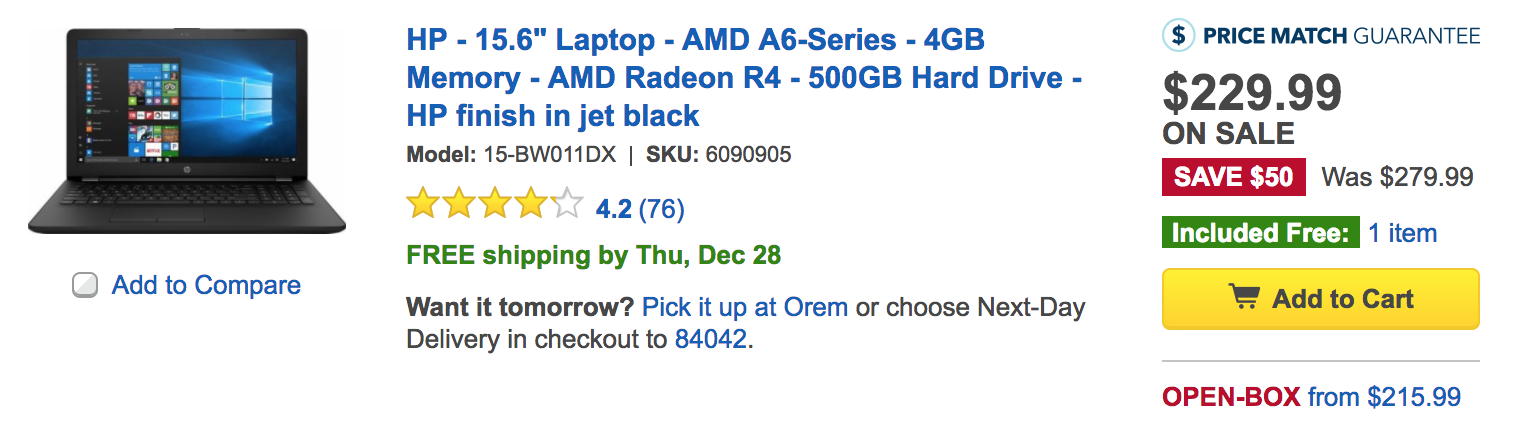 HP - 15.6" Laptop - AMD A6-Series - 4GB
Memory - AMD Radeon R4 - 500GB Hard Drive -
HP finish in jet black
Model: 15-BW011DX | SKU: 6090905
4.2 (76)
FREE shipping by Thu, Dec 28
Want it tomorrow? Pick it up at Orem or choose Next-Day
Delivery in checkout to 84042.
Add to Compare
$ PRICE MATCH GUARANTEE
$229.99
ON SALE
SAVE $50 Was $279.99
Included Free: 1 item
Add to Cart
OPEN-BOX from $215.99